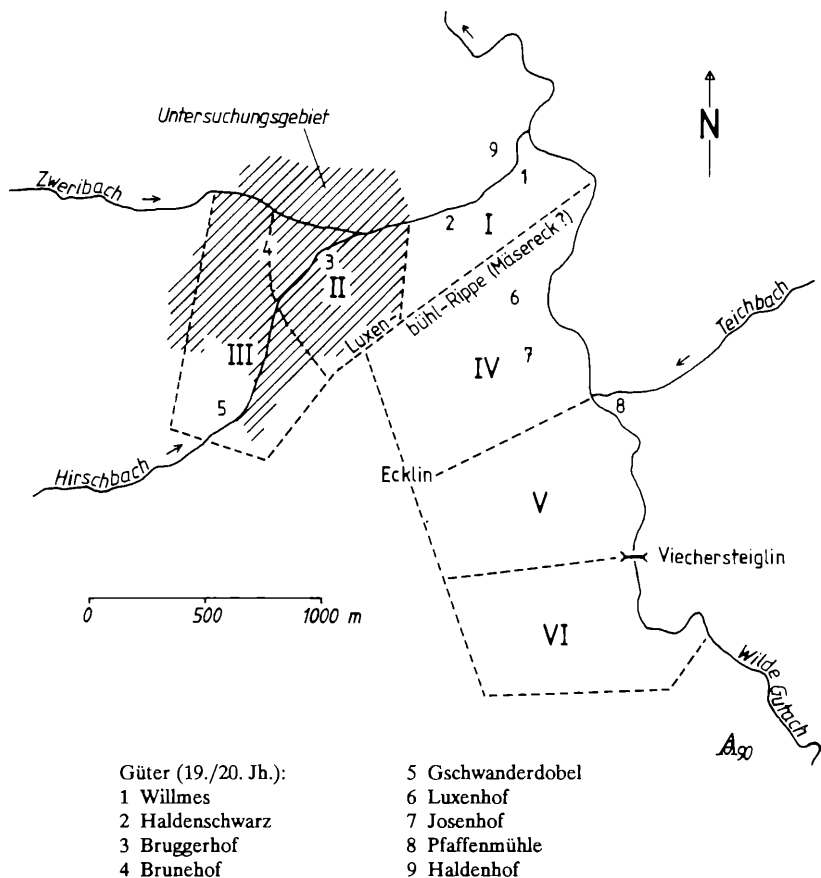 Untersuchungsgebiet
N
Zweribach
9
1
2
I
4
3
II
Luxen-
bühl-Rippe (Mäsereck?)
6
Teichbach
III
IV
7
5
8
Hirschbach
Ecklin
V
Viechersteiglin
0 500 1000 m
VI
Wilde
Gutach
90
Güter (19./20. Jh.):
1 Willmes
2 Haldenschwarz
3 Bruggerhof
4 Brunehof
5 Gschwanderdobel
6 Luxenhof
7 Josenhof
8 Pfaffenmühle
9 Haldenhof